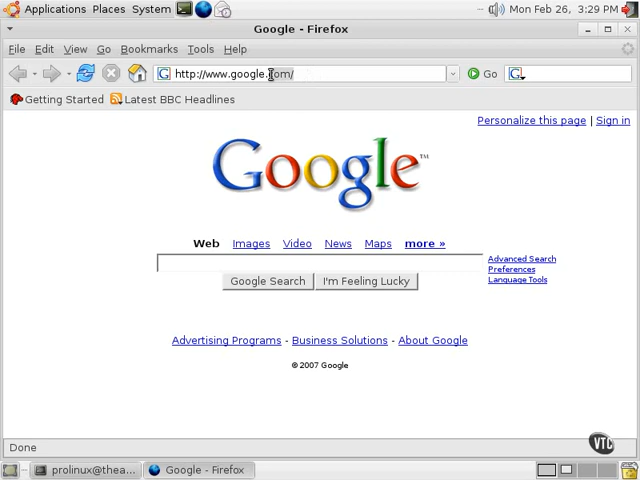 Applications Places System
Mon Feb 26, 3:29 PM
Google - Firefox
File Edit View Go Bookmarks Tools Help
http://www.google.com/
Go
G
Getting Started
Latest BBC Headlines
Personalize this page | Sign in
Google™
Web Images Video News Maps more »
Advanced Search
Preferences
Language Tools
Google Search
I'm Feeling Lucky
Advertising Programs - Business Solutions - About Google
© 2007 Google
Done
VTC
prolinux@thea...
Google - Firefox